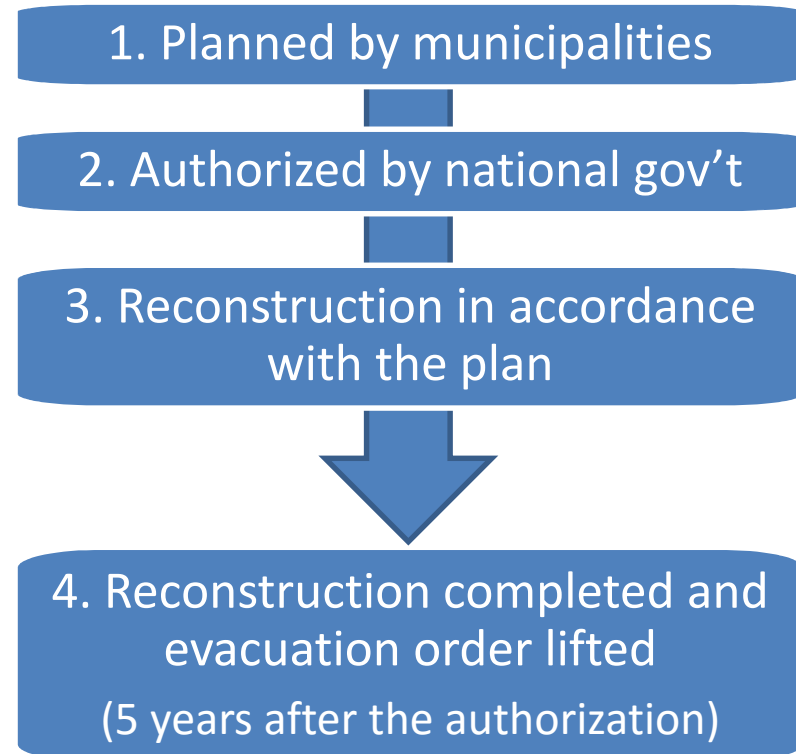 1. Planned by municipalities
2. Authorized by national gov’t
3. Reconstruction in accordance
with the plan
4. Reconstruction completed and
evacuation order lifted
(5 years after the authorization)